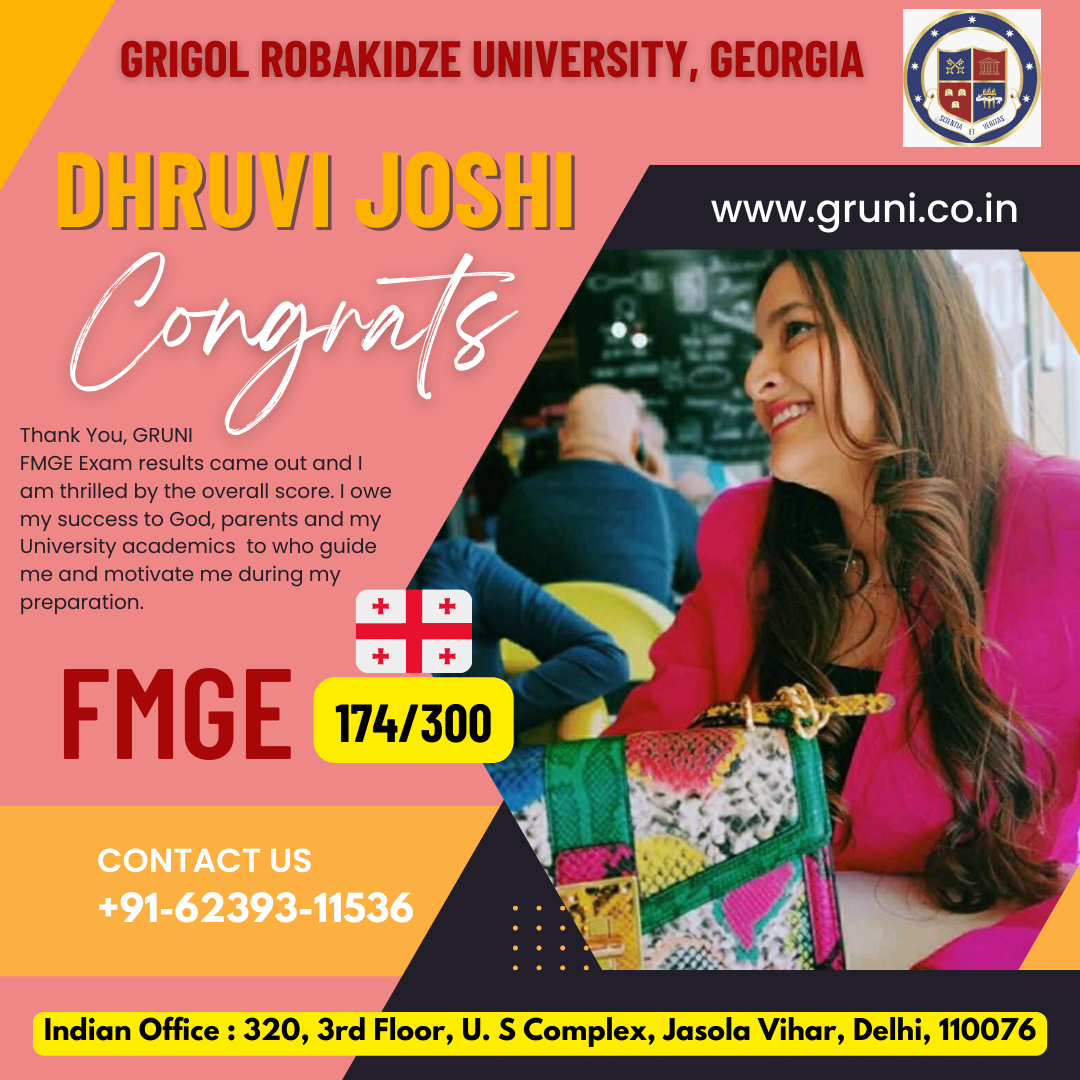 GRIGOL ROBAKIDZE UNIVERSITY, GEORGIA
SCIENTIA ET VERITAS
DHRUVI JOSHI
www.gruni.co.in
Congrats
Thank You, GRUNI
FMGE Exam results came out and I
am thrilled by the overall score. I owe
my success to God, parents and my
University academics  to who guide
me and motivate me during my
preparation.
FMGE
174/300
CONTACT US
+91-62393-11536
Indian Office : 320, 3rd Floor, U. S Complex, Jasola Vihar, Delhi, 110076